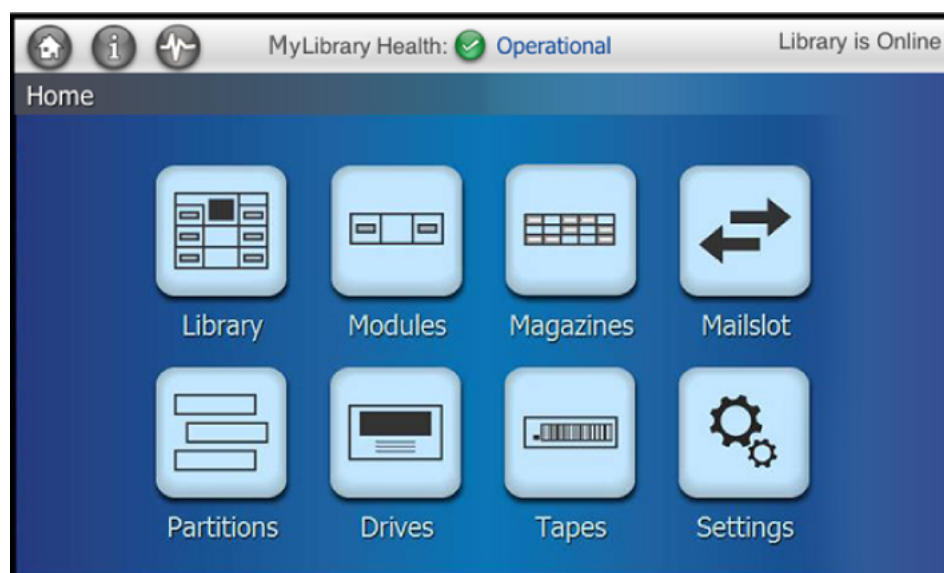 MyLibrary Health: Operational Library is Online
Home
Library Modules Magazines Mailslot
Partitions Drives Tapes Settings